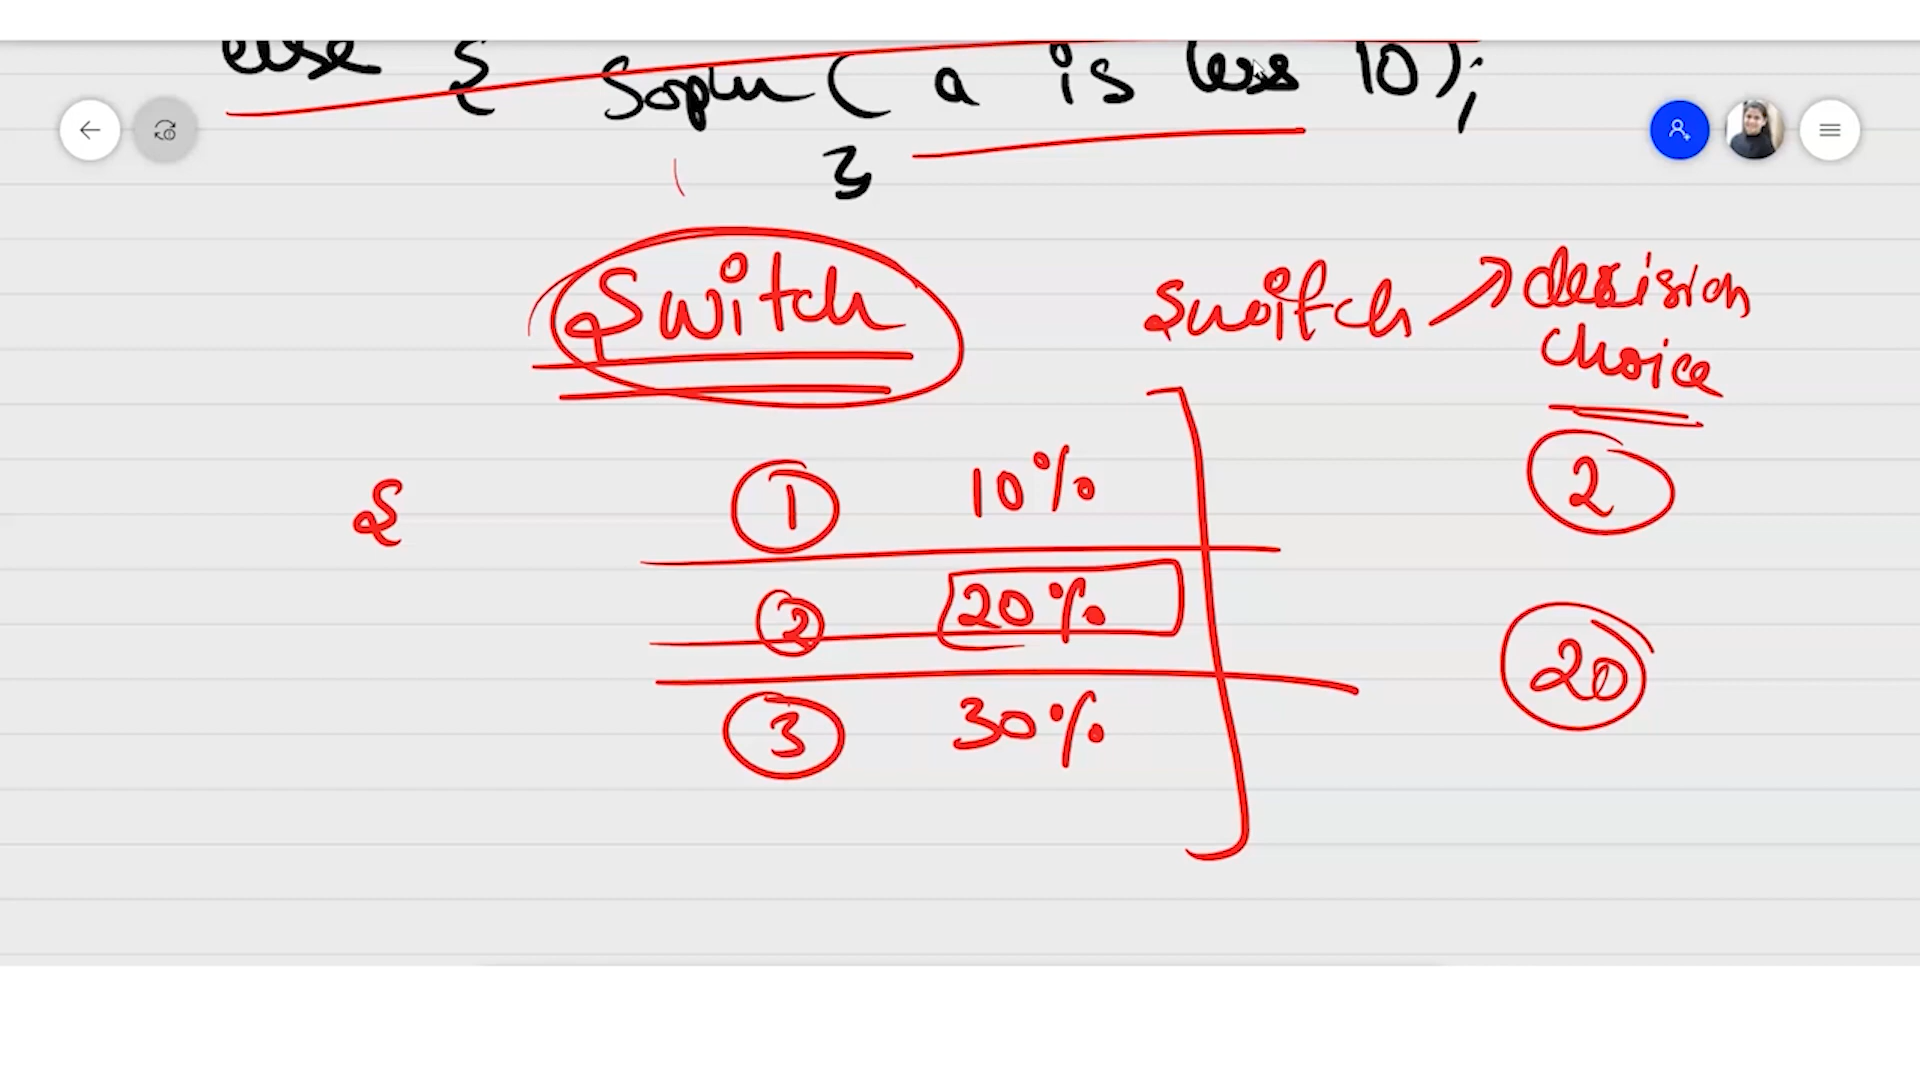 else { Sopln ( a is less 10);
}
Switch
Switch → decision
choice
S
1 10%
2
2 20%
3 30%
20